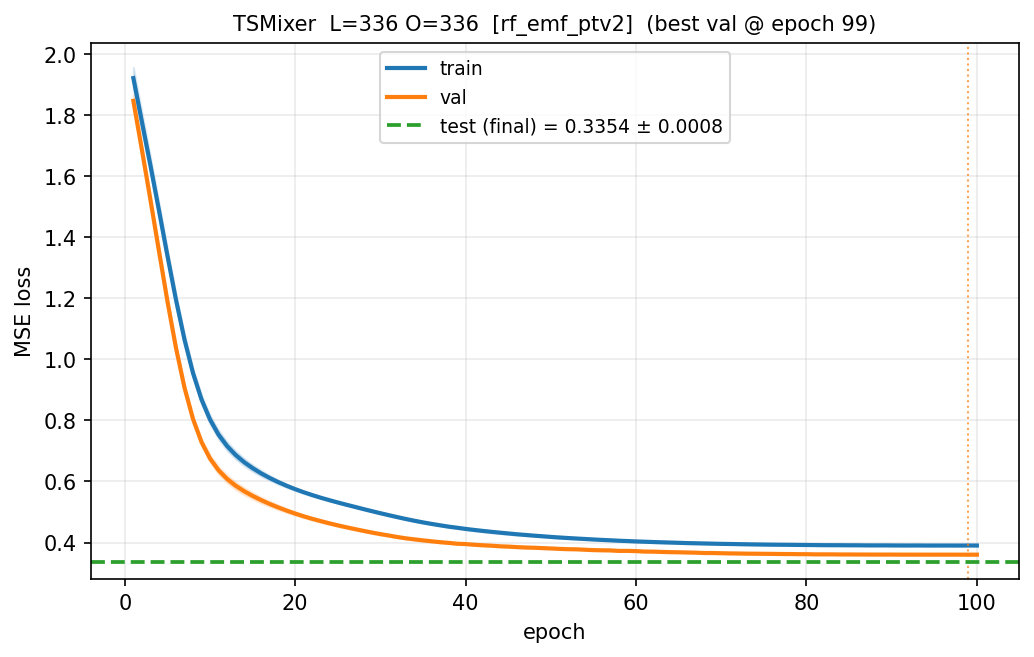 TSMixer L=336 O=336 [rf_emf_ptv2] (best val @ epoch 99)
train
val
test (final) = 0.3354 ± 0.0008
MSE loss
2.0
1.8
1.6
1.4
1.2
1.0
0.8
0.6
0.4
0 20 40 60 80 100
epoch